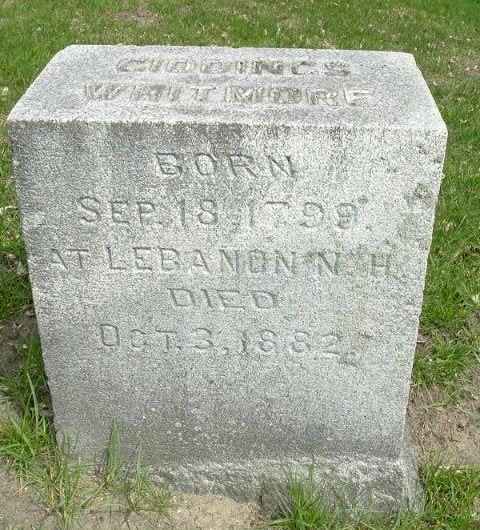 GIDDINGS
WHITMORE
BORN
SEP. 18, 1799.
AT LEBANON N. H.
DIED
OCT. 3, 1882.